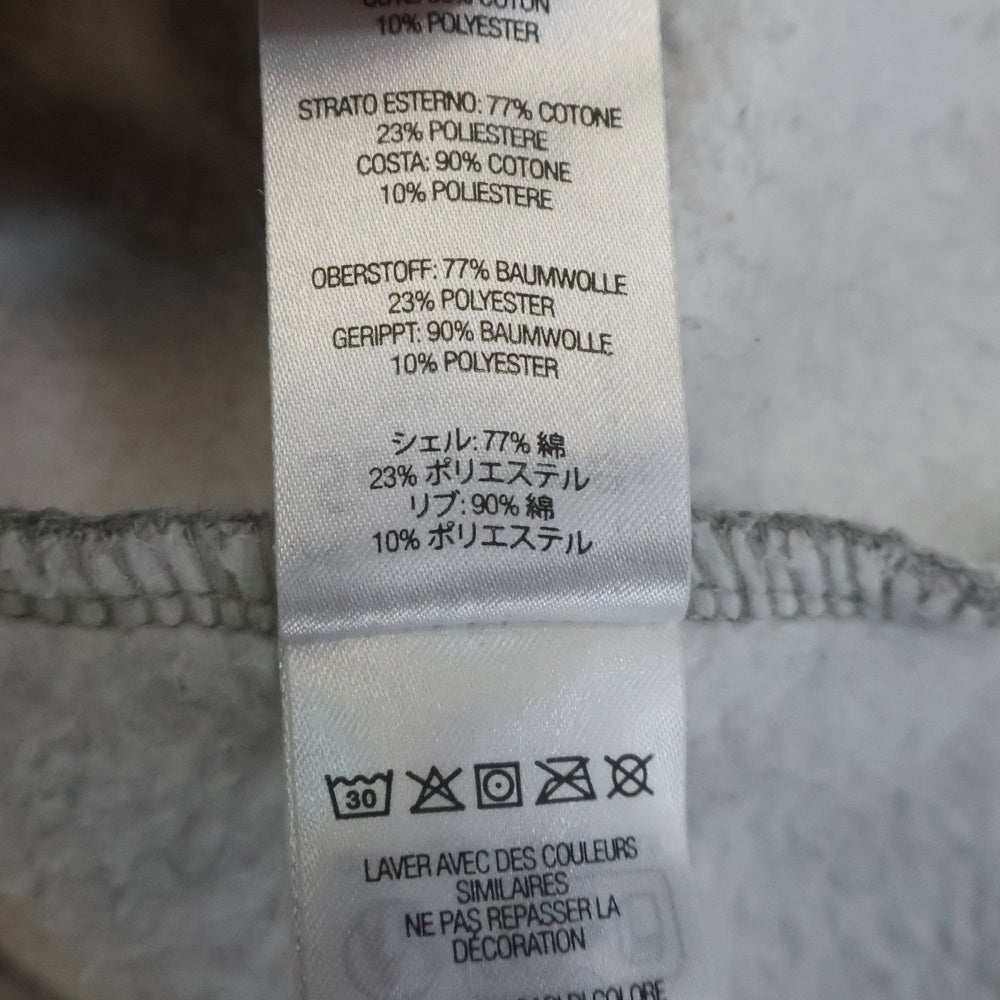 10% POLYESTER
STRATO ESTERNO: 77% COTONE
23% POLIESTERE
COSTA: 90% COTONE
10% POLIESTERE
OBERSTOFF: 77% BAUMWOLLE
23% POLYESTER
GERIPPT: 90% BAUMWOLLE
10% POLYESTER
シェル: 77% 綿
23% ポリエステル
リブ: 90% 綿
10% ポリエステル
30
LAVER AVEC DES COULEURS
SIMILAIRES
NE PAS REPASSER LA
DÉCORATION
DI COLORE